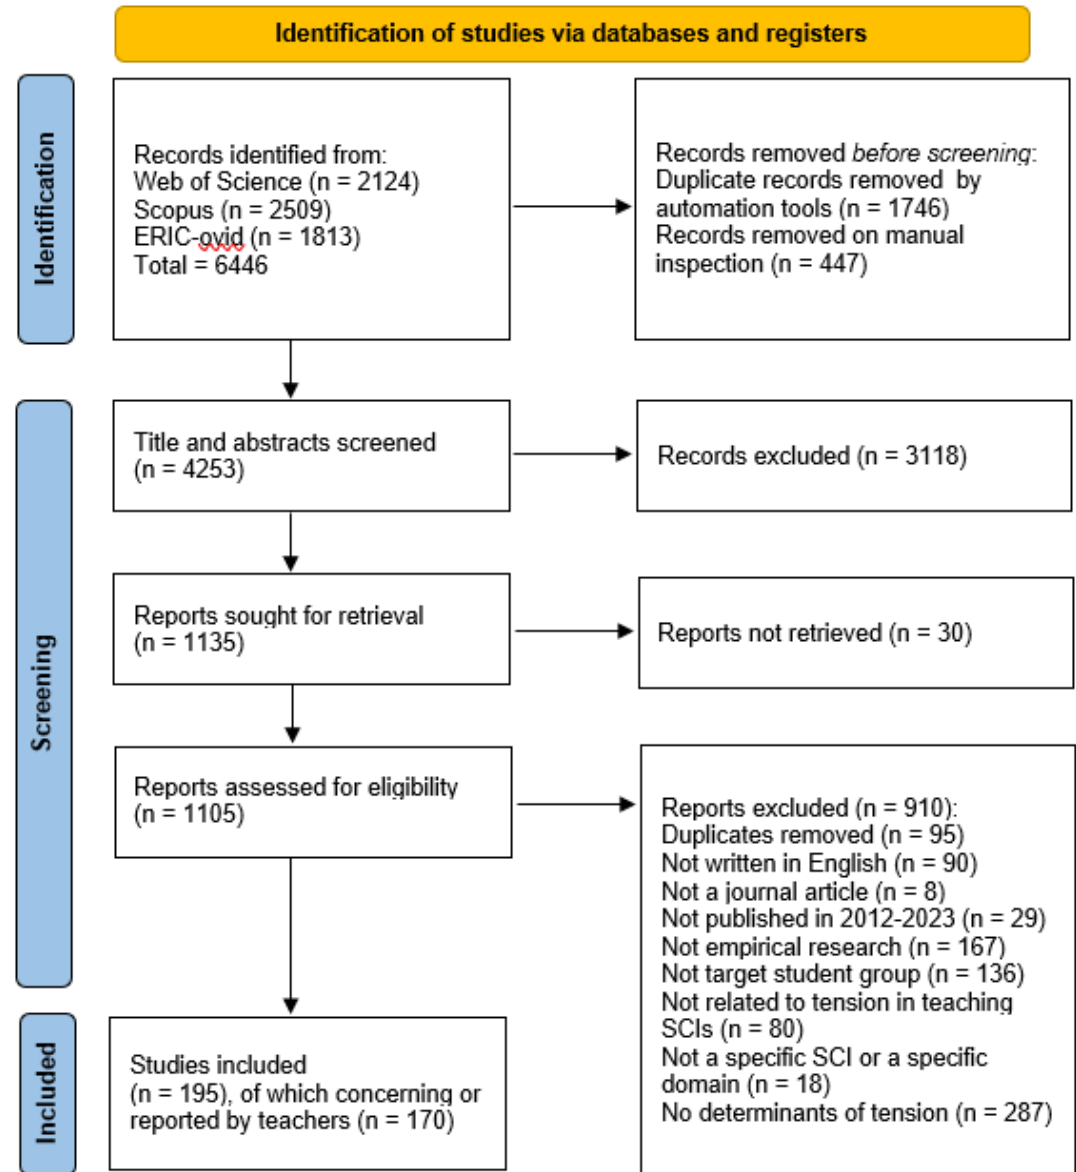 Identification of studies via databases and registers
Identification
Records identified from:
Web of Science (n = 2124)
Scopus (n = 2509)
ERIC-ovid (n = 1813)
Total = 6446
Records removed before screening:
Duplicate records removed by
automation tools (n = 1746)
Records removed on manual
inspection (n = 447)
Screening
Title and abstracts screened
(n = 4253)
Records excluded (n = 3118)
Reports sought for retrieval
(n = 1135)
Reports not retrieved (n = 30)
Reports assessed for eligibility
(n = 1105)
Reports excluded (n = 910):
Duplicates removed (n = 95)
Not written in English (n = 90)
Not a journal article (n = 8)
Not published in 2012-2023 (n = 29)
Not empirical research (n = 167)
Not target student group (n = 136)
Not related to tension in teaching
SCIs (n = 80)
Not a specific SCI or a specific
domain (n = 18)
No determinants of tension (n = 287)
Included
Studies included
(n = 195), of which concerning or
reported by teachers (n = 170)